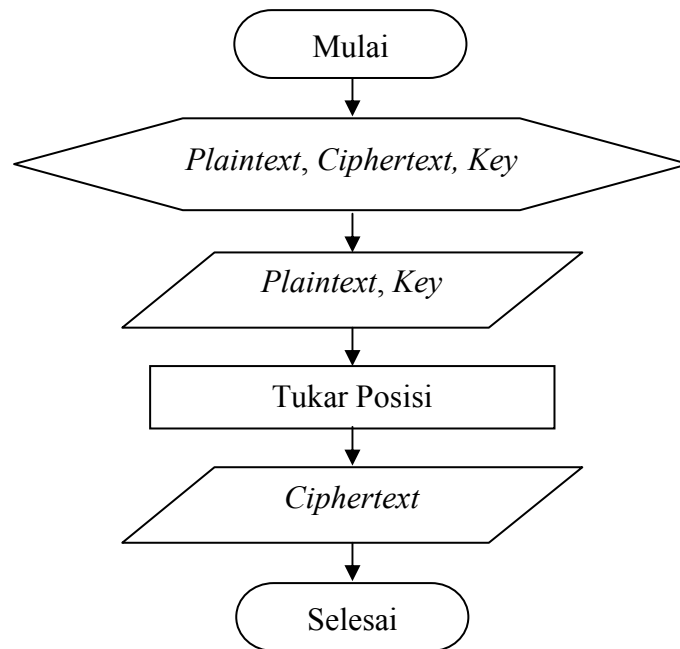 Mulai
Plaintext, Ciphertext, Key
Plaintext, Key
Tukar Posisi
Ciphertext
Selesai